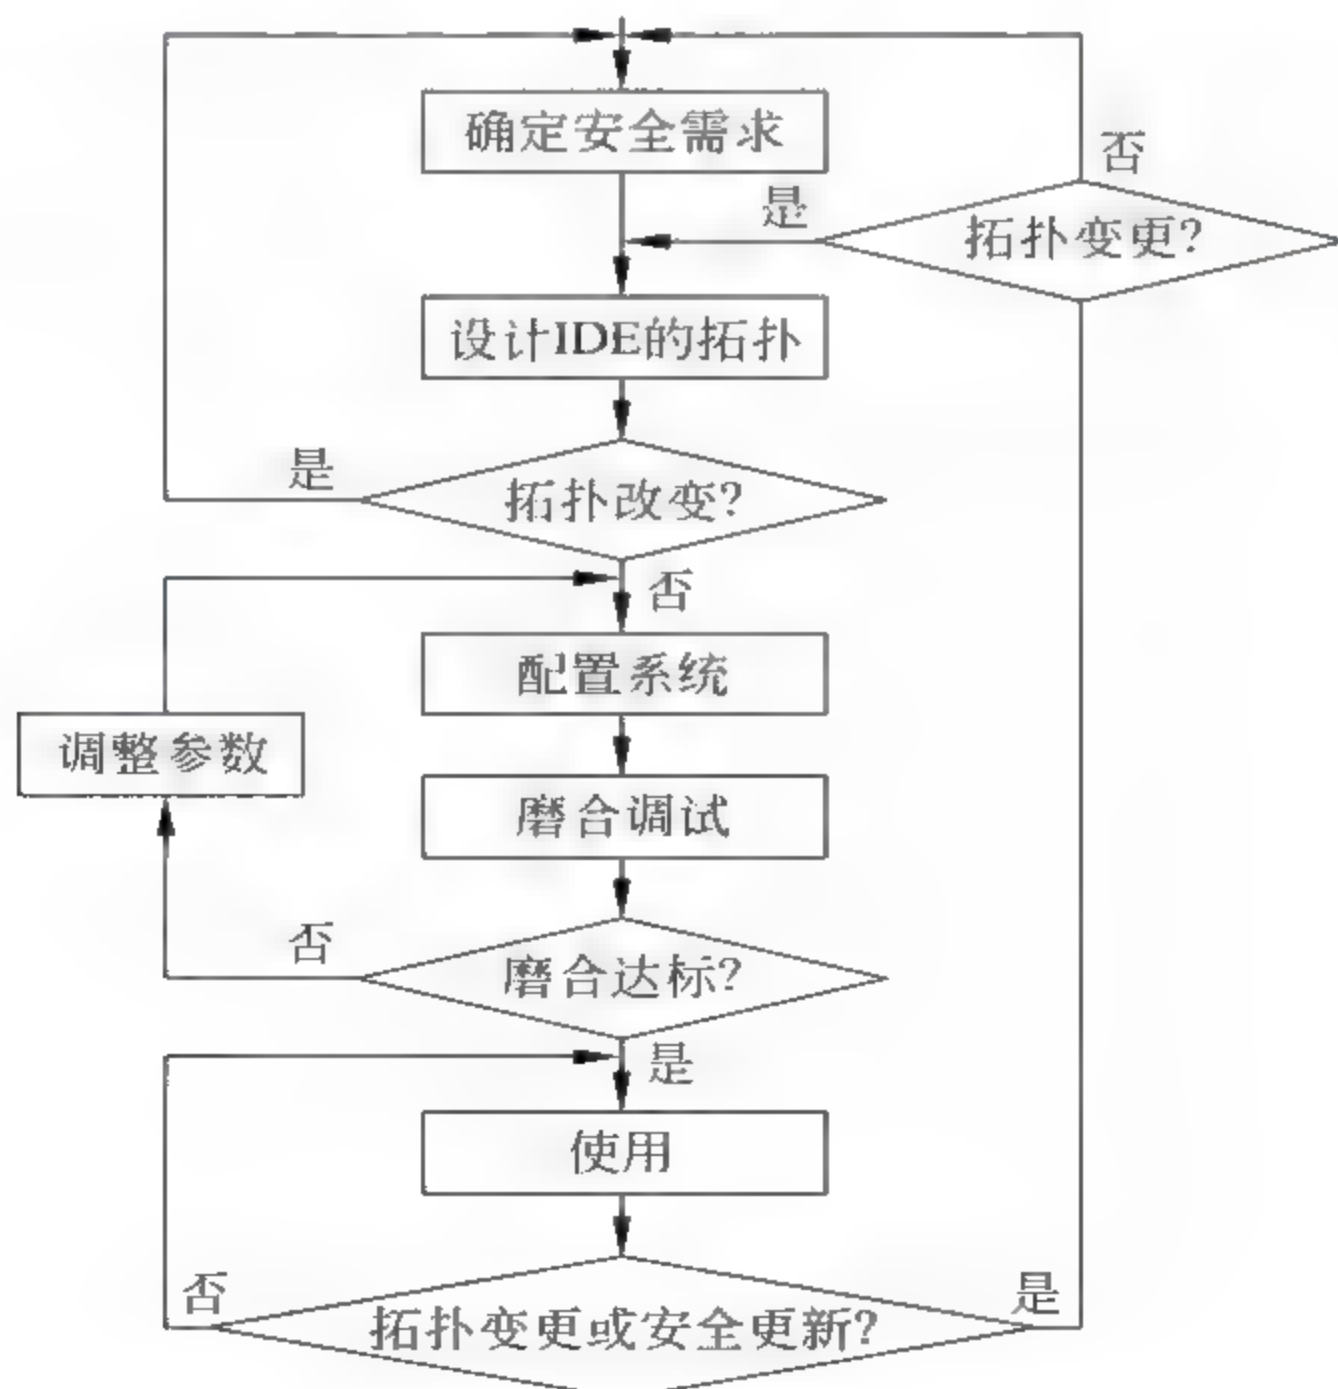 确定安全需求
否
是
拓扑变更?
设计IDE的拓扑
是
拓扑改变?
否
配置系统
调整参数
磨合调试
否
磨合达标?
是
使用
否
是
拓扑变更或安全更新?